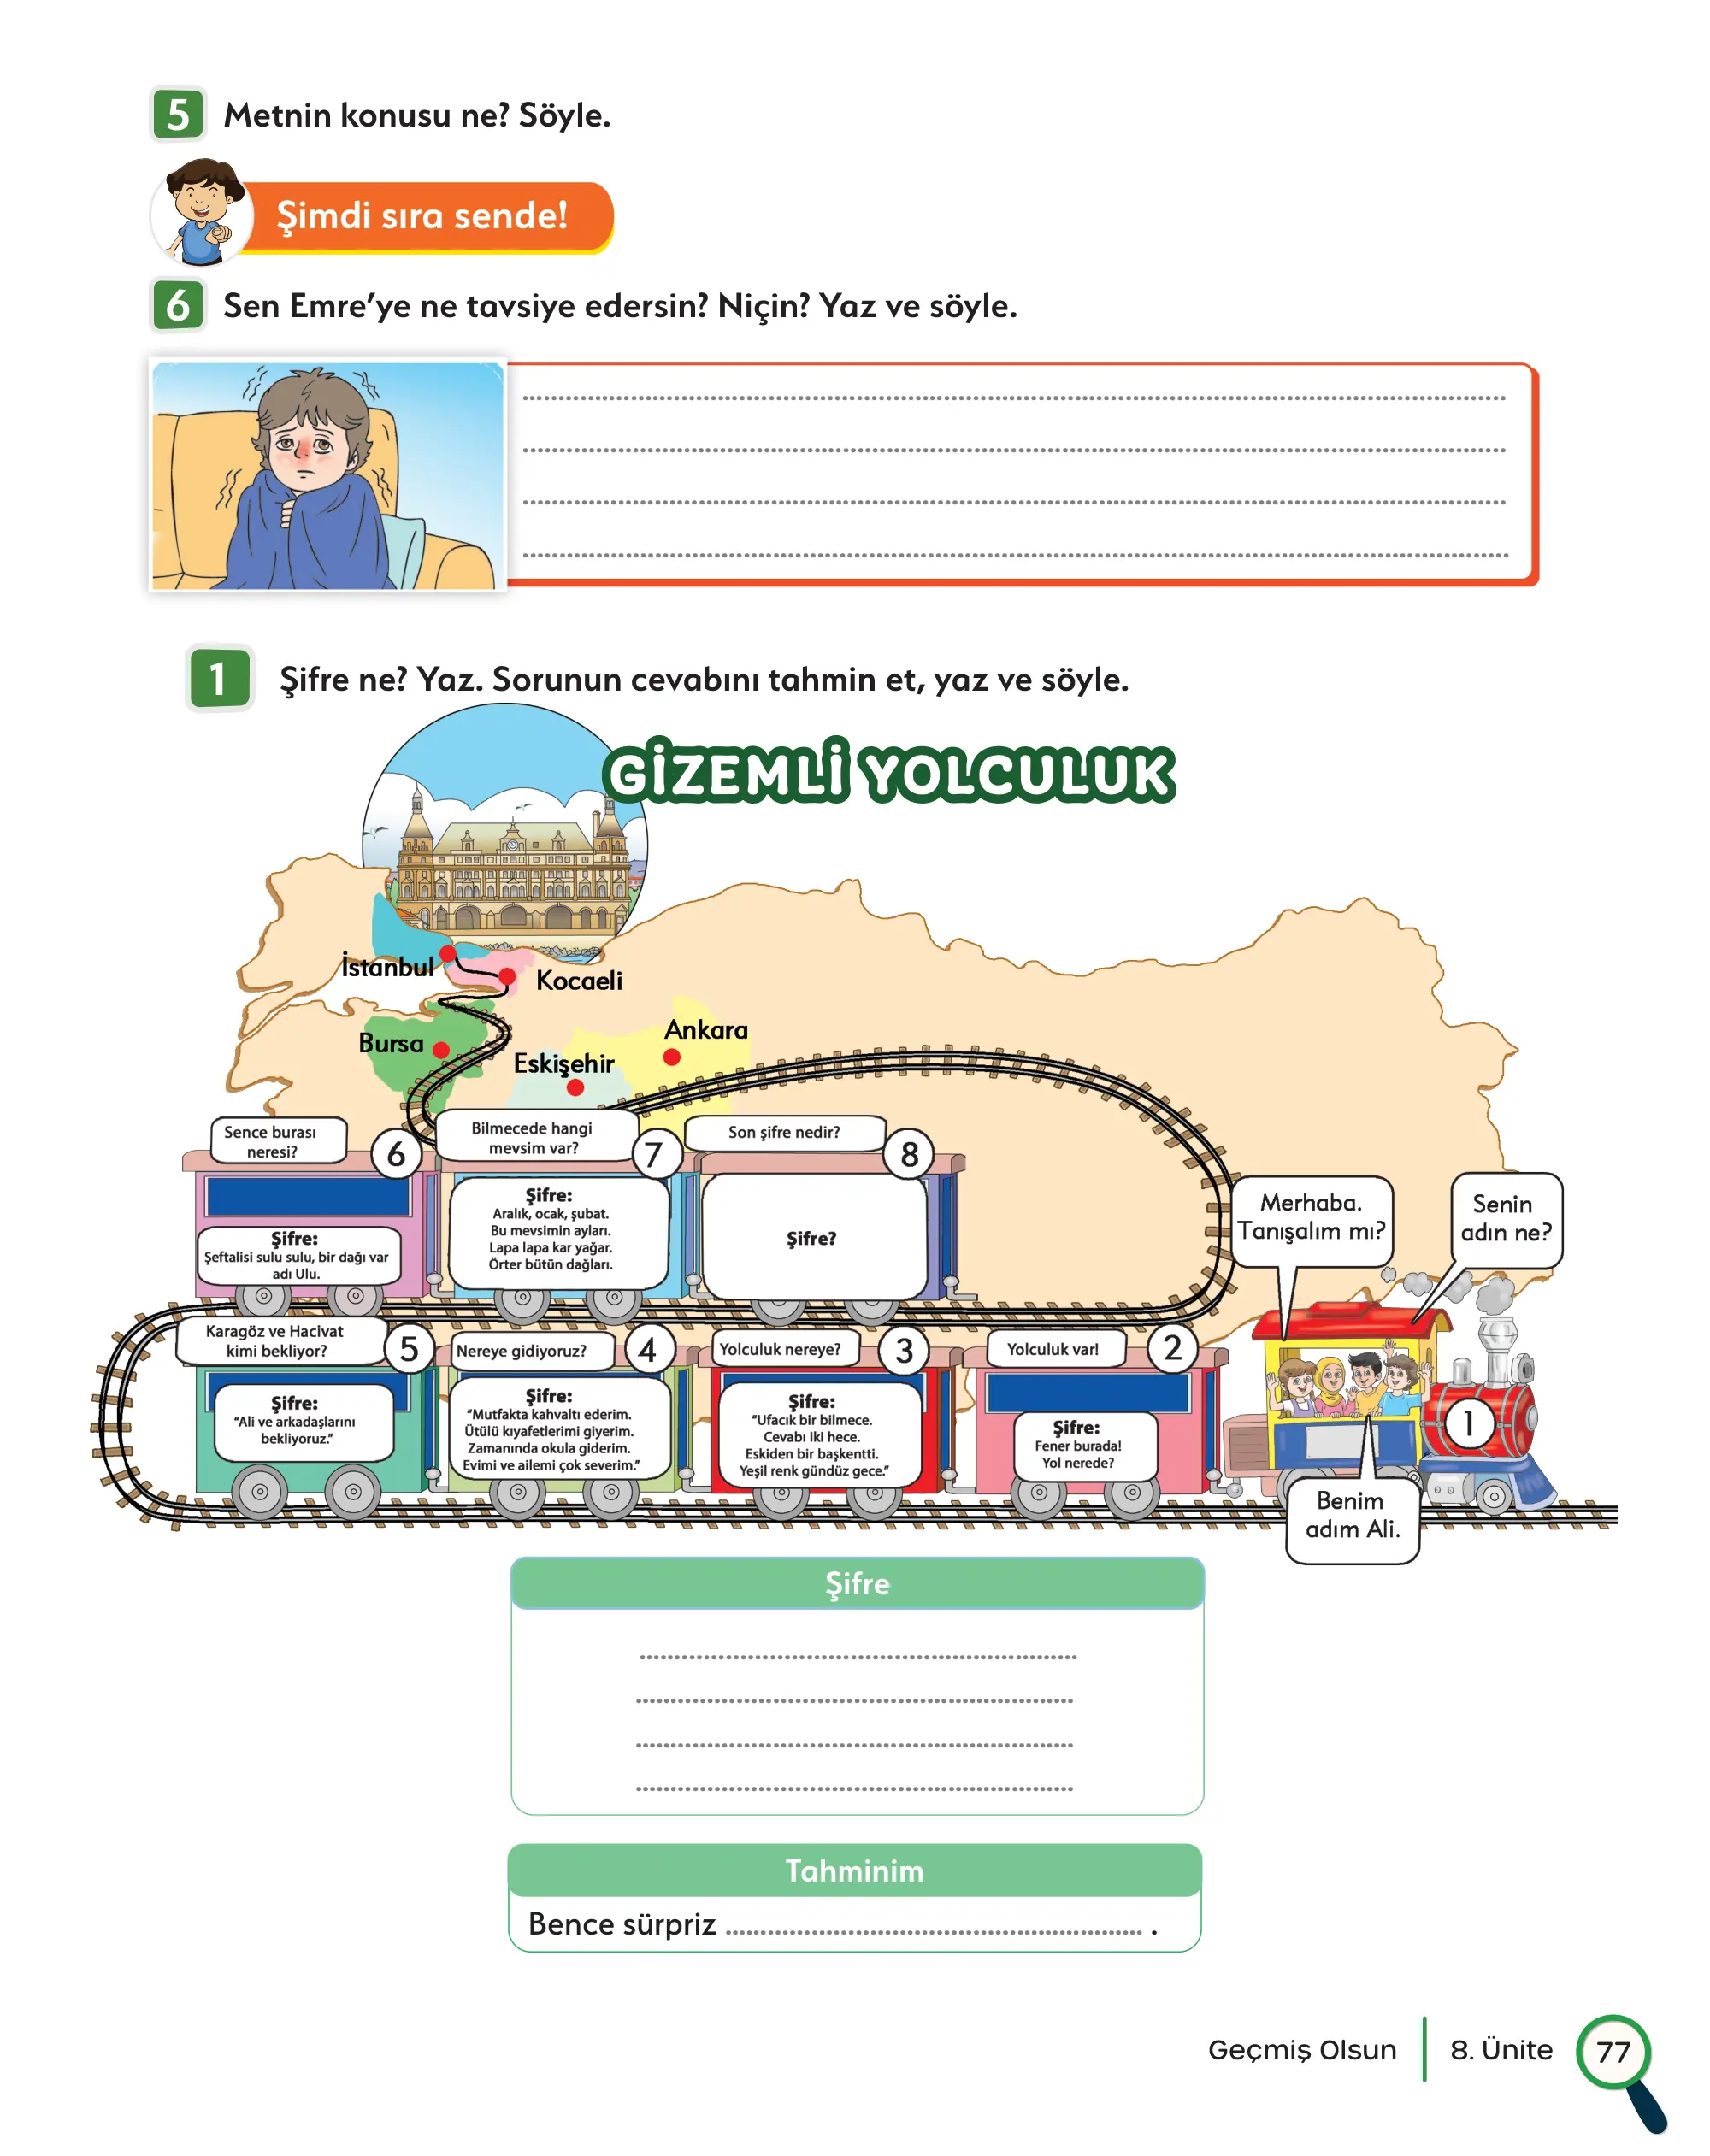 5 Metnin konusu ne? Söyle.
Şimdi sıra sende!
6 Sen Emre’ye ne tavsiye edersin? Niçin? Yaz ve söyle.
1 Şifre ne? Yaz. Sorunun cevabını tahmin et, yaz ve söyle.
GİZEMLİ YOLCULUK
İstanbul
Kocaeli
Bursa
Eskişehir
Ankara
Sence burası
neresi?
6
Şifre:
Şeftalisi sulu sulu, bir dağı var
adı Ulu.
Bilmecede hangi
mevsim var?
7
Şifre:
Aralık, ocak, şubat.
Bu mevsimin ayları.
Lapa lapa kar yağar.
Örter bütün dağları.
Son şifre nedir?
8
Şifre?
Merhaba.
Tanışalım mı?
Senin
adın ne?
Karagöz ve Hacivat
kimi bekliyor?
5
Şifre:
“Ali ve arkadaşlarını
bekliyoruz.”
Nereye gidiyoruz?
4
Şifre:
“Mutfakta kahvaltı ederim.
Ütülü kıyafetlerimi giyerim.
Zamanında okula giderim.
Evimi ve ailemi çok severim.”
Yolculuk nereye?
3
Şifre:
“Ufacık bir bilmece.
Cevabı iki hece.
Eskiden bir başkentti.
Yeşil renk gündüz gece.”
Yolculuk var!
2
Şifre:
Fener burada!
Yol nerede?
1
Benim
adım Ali.
Şifre
Tahminim
Bence sürpriz .
Geçmiş Olsun
8. Ünite
77